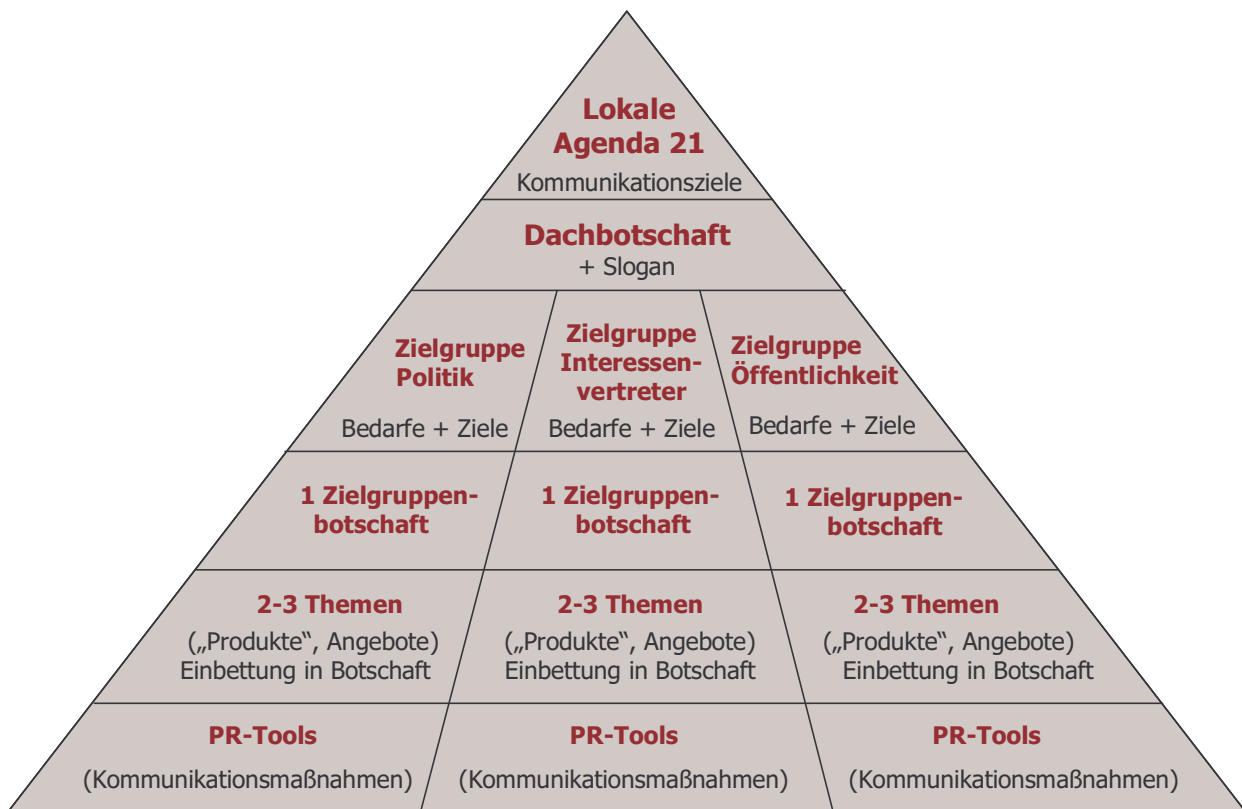 Lokale
Agenda 21
Kommunikationsziele
Dachbotschaft
+ Slogan
Zielgruppe
Politik
Bedarfe + Ziele
Zielgruppe
Interessen-
vertreter
Bedarfe + Ziele
Zielgruppe
Öffentlichkeit
Bedarfe + Ziele
1 Zielgruppen-
botschaft
1 Zielgruppen-
botschaft
1 Zielgruppen-
botschaft
2-3 Themen
(„Produkte“, Angebote)
Einbettung in Botschaft
2-3 Themen
(„Produkte“, Angebote)
Einbettung in Botschaft
2-3 Themen
(„Produkte“, Angebote)
Einbettung in Botschaft
PR-Tools
(Kommunikationsmaßnahmen)
PR-Tools
(Kommunikationsmaßnahmen)
PR-Tools
(Kommunikationsmaßnahmen)